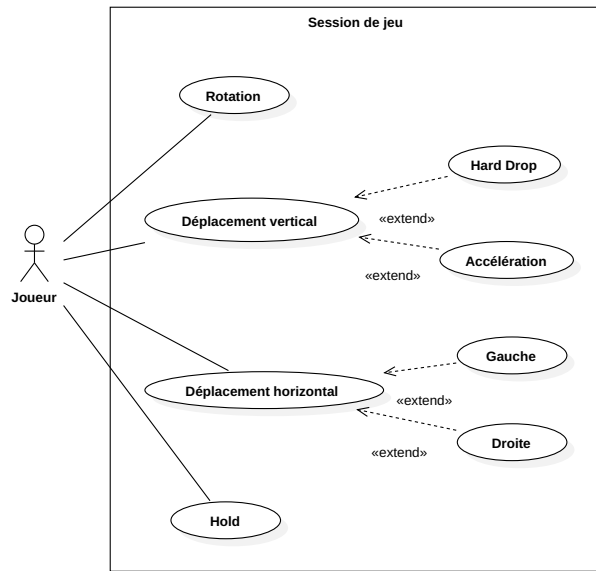 Session de jeu
Rotation
Hard Drop
Déplacement vertical
«extend»
Accélération
«extend»
Joueur
Gauche
Déplacement horizontal
«extend»
Droite
«extend»
Hold